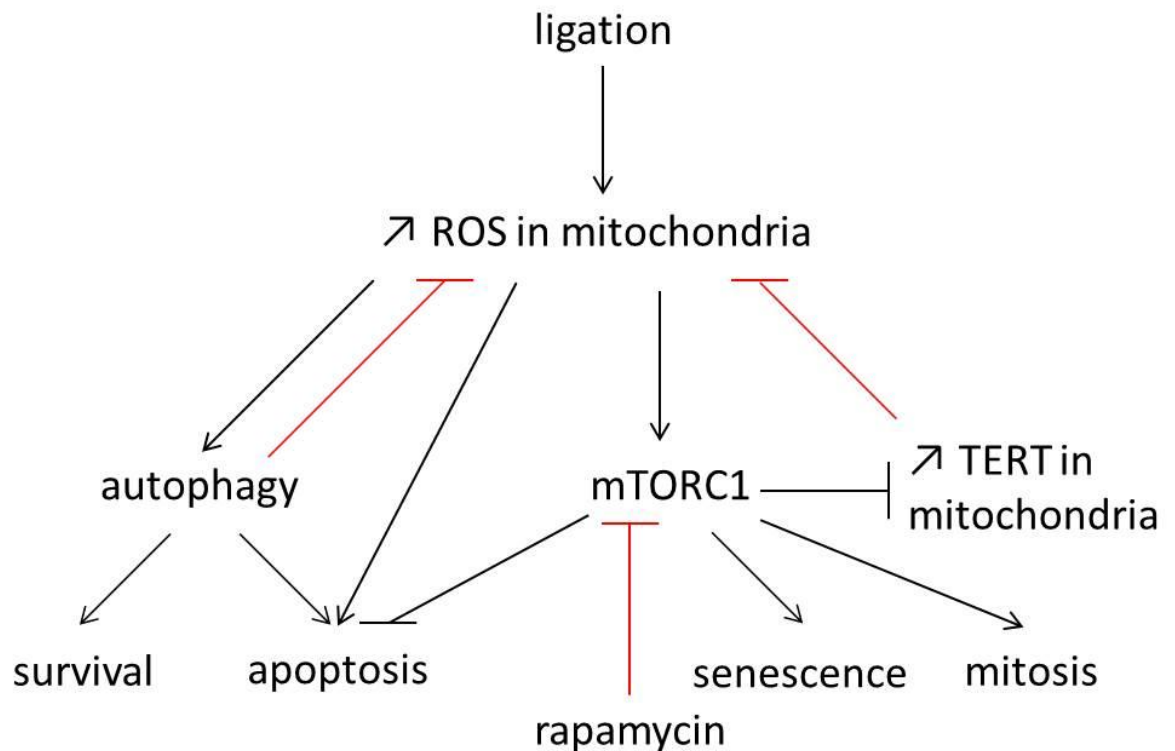 ligation
↗ ROS in mitochondria
autophagy
mTORC1
↗ TERT in
mitochondria
survival
apoptosis
senescence
mitosis
rapamycin